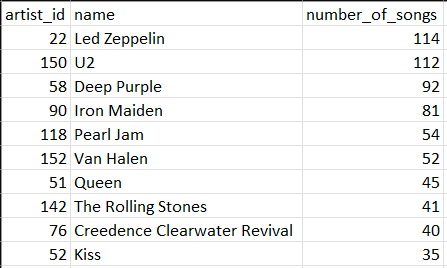 artist_id name number_of_songs
22 Led Zeppelin 114
150 U2 112
58 Deep Purple 92
90 Iron Maiden 81
118 Pearl Jam 54
152 Van Halen 52
51 Queen 45
142 The Rolling Stones 41
76 Creedence Clearwater Revival 40
52 Kiss 35